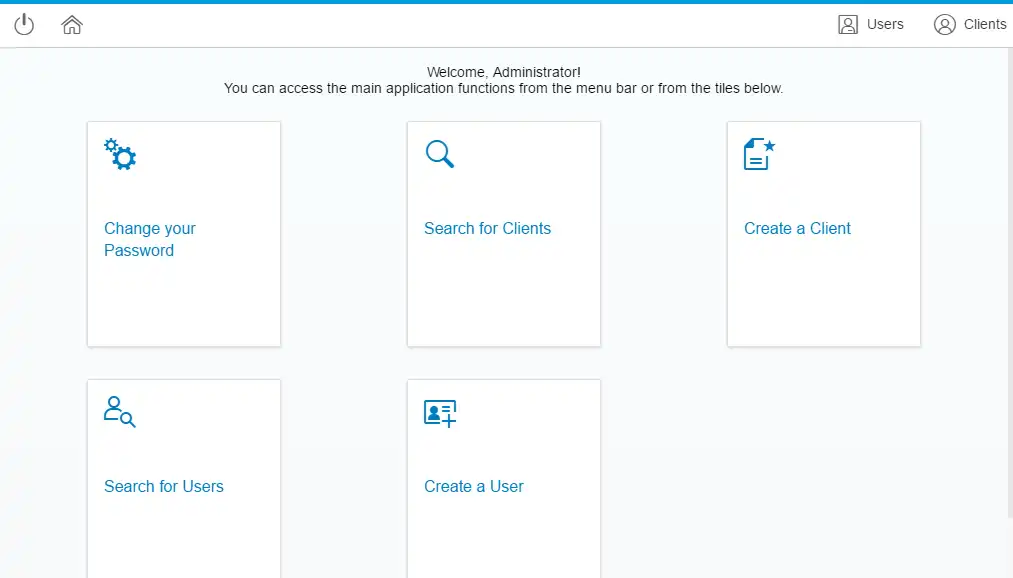 Users
Clients
Welcome, Administrator!
You can access the main application functions from the menu bar or from the tiles below.
Change your
Password
Search for Clients
Create a Client
Search for Users
Create a User